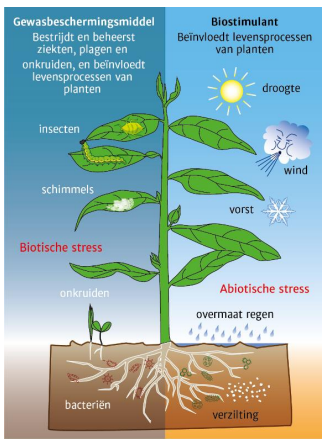 Gewasbeschermingsmiddel
Bestrijdt en beheerst
ziekten, plagen en
onkruiden, en beïnvloedt
levensprocessen van
planten
insecten
schimmels
Biotische stress
onkruiden
bacteriën
Biostimulant
Beïnvloedt levensprocessen
van planten
droogte
wind
vorst
Abiotische stress
overmaat regen
verzilting